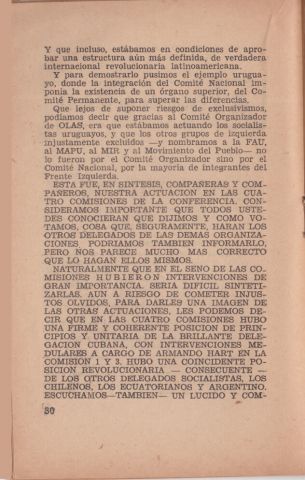 Y que incluso, estábamos en condiciones de apro-
bar una estructura aún más definida, de verdadera
internacional revolucionaria latinoamericana.
Y para demostrarlo pusimos el ejemplo urugua-
yo, donde la integración del Comité Nacional im-
ponía la existencia de un órgano superior, del Co-
mité Permanente, para superar las diferencias.
Que lejos de suponer riesgos de exclusivismos,
podíamos decir que gracias al Comité Organizador
de OLAS, era que estábamos actuando los socialis-
tas uruguayos, y que los otros grupos de izquierda
injustamente excluidos —y nombramos a la FAU,
al MAPU, al MIR y al Movimiento del Pueblo— no
lo fueron por el Comité Organizador sino por el
Comité Nacional, por la mayoría de integrantes del
Frente Izquierda.
ESTA FUE, EN SINTESIS, COMPAÑERAS Y COM-
PAÑEROS, NUESTRA ACTUACION EN LAS CUA-
TRO COMISIONES DE LA CONFERENCIA. CON-
SIDERAMOS IMPORTANTE QUE TODOS USTE-
DES CONOCIERAN QUE DIJIMOS Y COMO VO-
TAMOS, COSA QUE, SEGURAMENTE, HARAN LOS
OTROS DELEGADOS DE LAS DEMAS ORGANIZA-
CIONES PODRIAMOS TAMBIEN INFORMARLO,
PERO NOS PARECE MUCHO MAS CORRECTO
QUE LO HAGAN ELLOS MISMOS.
NATURALMENTE QUE EN EL SENO DE LAS CO-
MISIONES HUBIERON INTERVENCIONES DE
GRAN IMPORTANCIA. SERIA DIFICIL SINTETI-
ZARLAS. AUN A RIESGO DE COMETER INJUS-
TOS OLVIDOS, PARA DARLES UNA IMAGEN DE
LAS OTRAS ACTUACIONES, LES PODEMOS DE-
CIR QUE EN LAS CUATRO COMISIONES HUBO
UNA FIRME Y COHERENTE POSICION DE PRIN-
CIPIOS Y UNITARIA DE LA BRILLANTE DELE-
GACION CUBANA, CON INTERVENCIONES ME-
DULARES A CARGO DE ARMANDO HART EN LA
COMISION 1 Y 3. HUBO UNA COINCIDENTE PO-
SICION REVOLUCIONARIA — CONSECUENTE —
DE LOS OTROS DELEGADOS SOCIALISTAS, LOS
CHILENOS, LOS ECUATORIANOS Y ARGENTINO.
ESCUCHAMOS—TAMBIEN— UN LUCIDO Y COM-
30